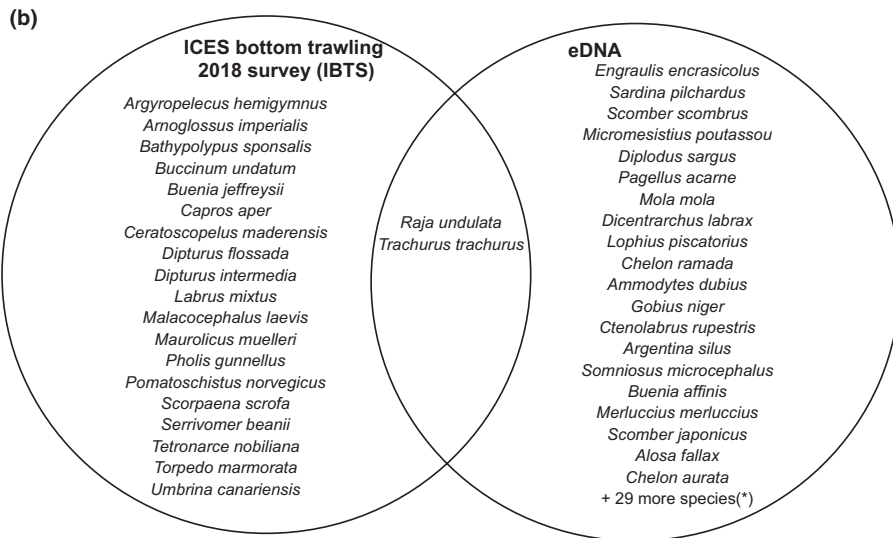 (b)
ICES bottom trawling
2018 survey (IBTS)
Argyropelecus hemigymnus
Arnoglossus imperialis
Bathypolypus sponsalis
Buccinum undatum
Buenia jeffreysii
Capros aper
Ceratoscopelus maderensis
Dipturus flossada
Dipturus intermedia
Labrus mixtus
Malacocephalus laevis
Maurolicus muelleri
Pholis gunnellus
Pomatoschistus norvegicus
Scorpaena scrofa
Serrivomer beanii
Tetronarce nobiliana
Torpedo marmorata
Umbrina canariensis
Raja undulata
Trachurus trachurus
eDNA
Engraulis encrasicolus
Sardina pilchardus
Scomber scombrus
Micromesistius poutassou
Diplodus sargus
Pagellus acarne
Mola mola
Dicentrarchus labrax
Lophius piscatorius
Chelon ramada
Ammodytes dubius
Gobius niger
Ctenolabrus rupestris
Argentina silus
Somniosus microcephalus
Buenia affinis
Merluccius merluccius
Scomber japonicus
Alosa fallax
Chelon aurata
+ 29 more species(*)